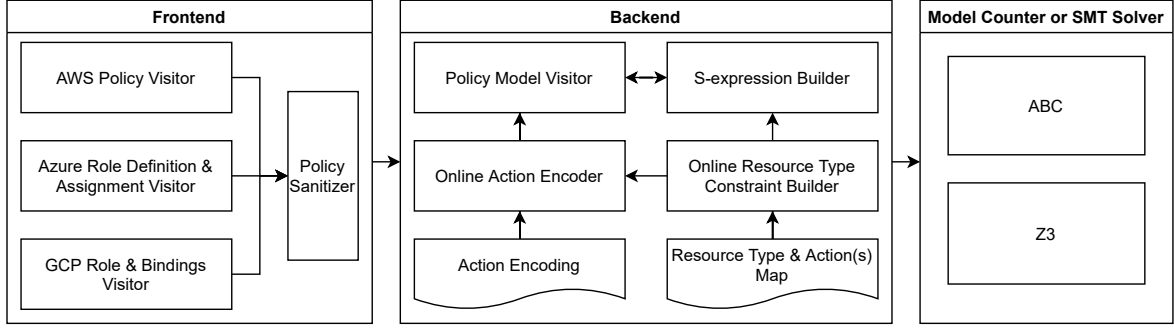 Frontend
AWS Policy Visitor
Azure Role Definition &
Assignment Visitor
GCP Role & Bindings
Visitor
Policy
Sanitizer
Backend
Policy Model Visitor
S-expression Builder
Online Action Encoder
Online Resource Type
Constraint Builder
Action Encoding
Resource Type & Action(s)
Map
Model Counter or SMT Solver
ABC
Z3